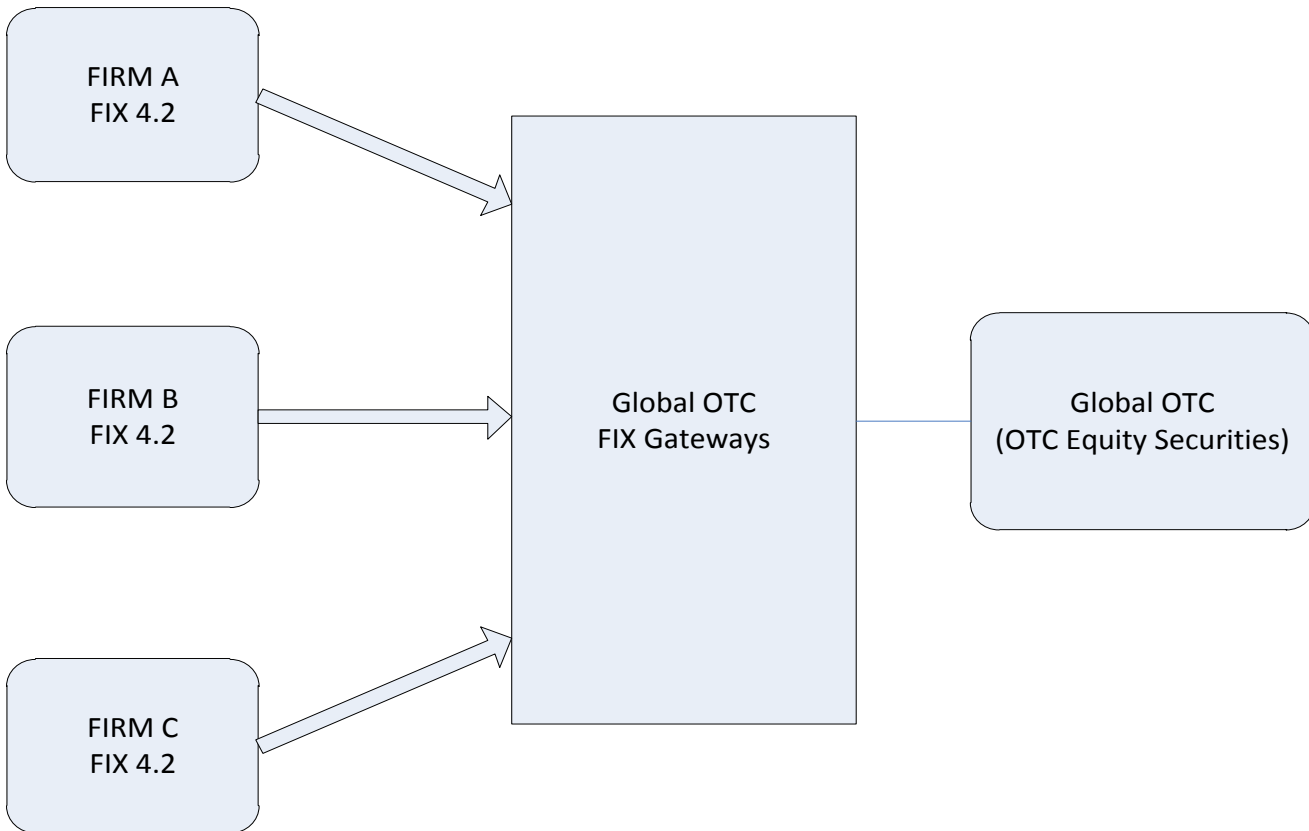 FIRM A
FIX 4.2
FIRM B
FIX 4.2
Global OTC
FIX Gateways
Global OTC
(OTC Equity Securities)
FIRM C
FIX 4.2